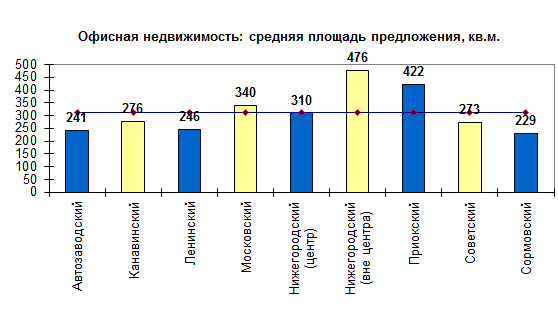 Офисная недвижимость: средняя площадь предложения, кв.м.
500
450
400
350
300
250
200
150
100
50
0
241
276
246
340
310
476
422
273
229
Автозаводский
Канавинский
Ленинский
Московский
Нижегородский
(центр)
Нижегородский
(вне центра)
Приокский
Советский
Сормовский